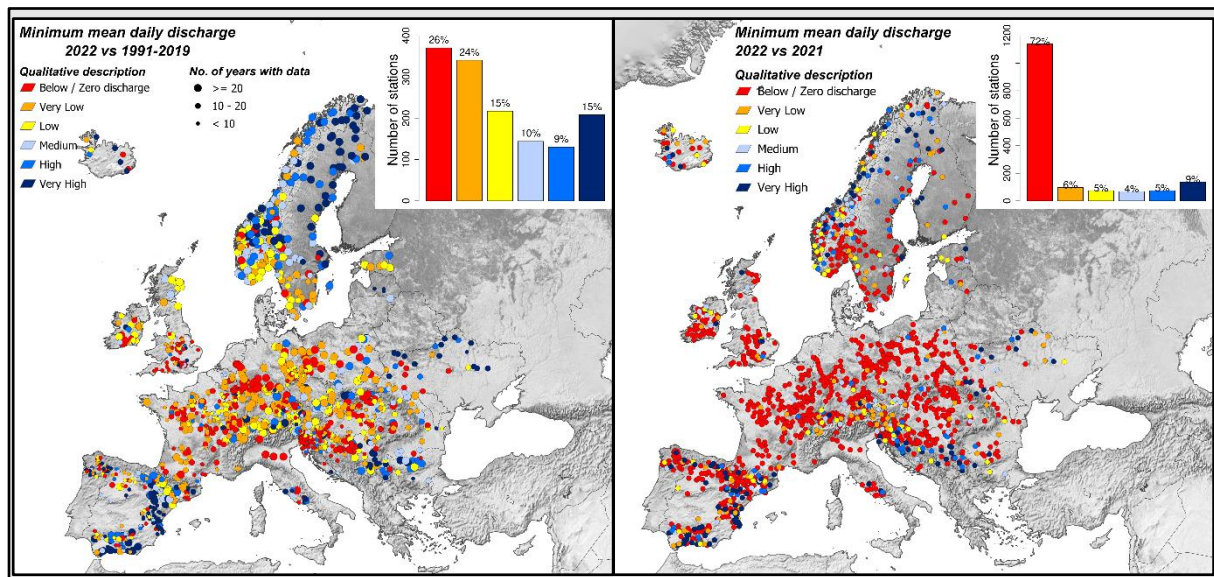 Minimum mean daily discharge
2022 vs 1991-2019
Qualitative description
Below / Zero discharge
Very Low
Low
Medium
High
Very High
No. of years with data
>= 20
10 - 20
< 10
Number of stations
0
100
200
300
400
26%
24%
15%
10%
9%
15%
Minimum mean daily discharge
2022 vs 2021
Qualitative description
Below / Zero discharge
Very Low
Low
Medium
High
Very High
Number of stations
0
200
400
600
800
1200
72%
6%
5%
4%
5%
9%